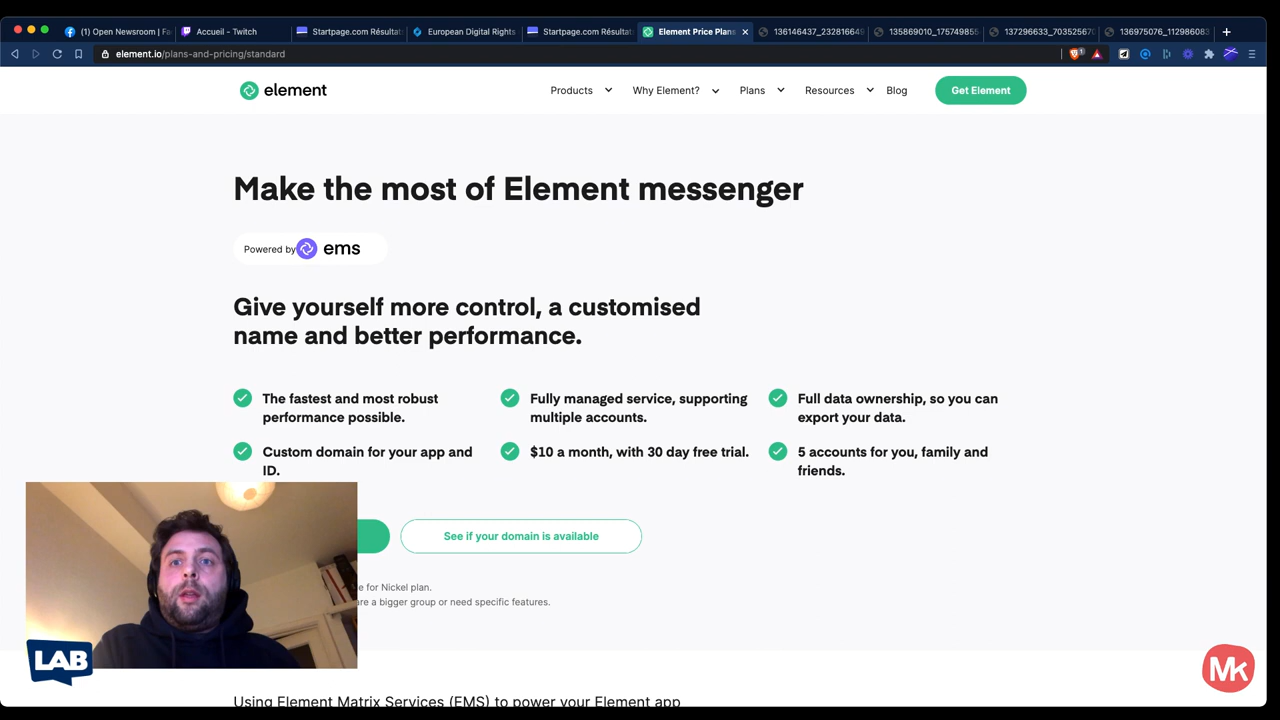 (1) Open Newsroom | Fa
Accueil - Twitch
Startpage.com Résultats
European Digital Rights
Startpage.com Résultats
Element Price Plans
136146437_232816649
135869010_175749855
137296633_703525670
136975076_112986083
element.io/plans-and-pricing/standard
element
Products
Why Element?
Plans
Resources
Blog
Get Element
Make the most of Element messenger
Powered by ems
Give yourself more control, a customised
name and better performance.
The fastest and most robust
performance possible.
Fully managed service, supporting
multiple accounts.
Full data ownership, so you can
export your data.
Custom domain for your app and
ID.
$10 a month, with 30 day free trial.
5 accounts for you, family and
friends.
See if your domain is available
e for Nickel plan.
are a bigger group or need specific features.
LAB
MK
Using Element Matrix Services (EMS) to power your Element app